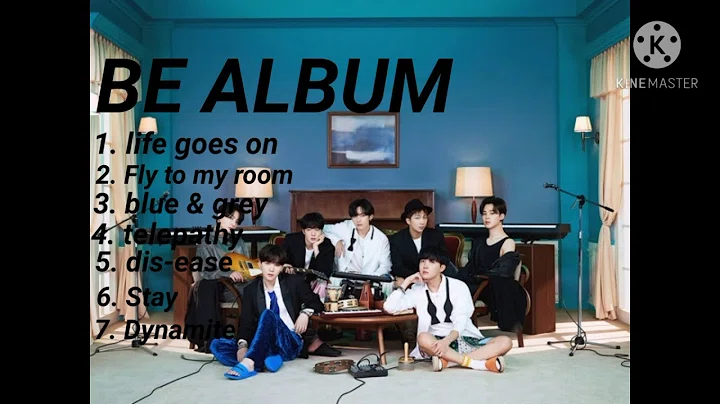 BE ALBUM
1. life goes on
2. Fly to my room
3. blue & grey
4. telepathy
5. dis-ease
6. Stay
7. Dynamite
K
KINEMASTER